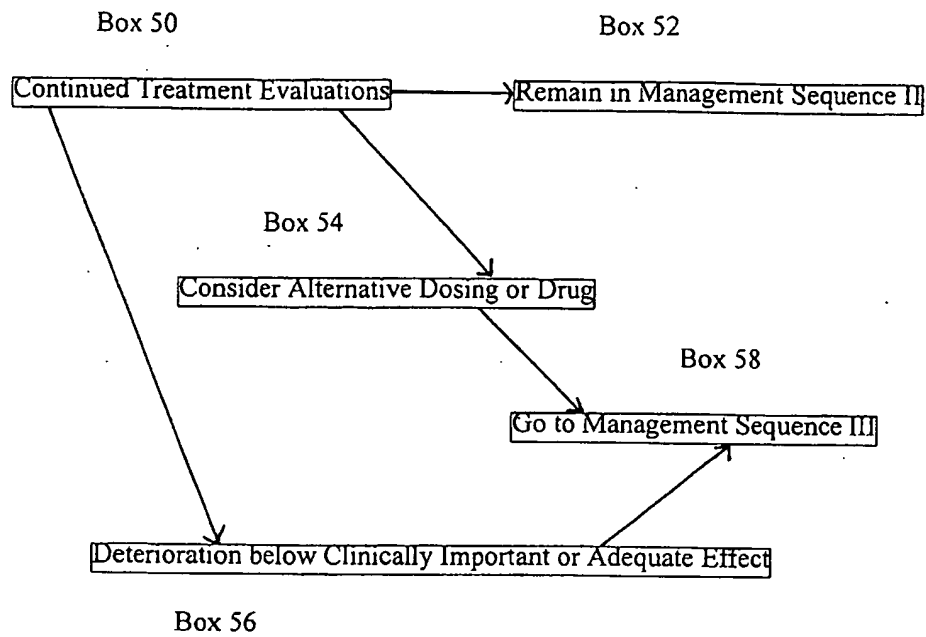 Box 50
Box 52
Continued Treatment Evaluations
Remain in Management Sequence II
Box 54
Consider Alternative Dosing or Drug
Box 58
Go to Management Sequence III
Deterioration below Clinically Important or Adequate Effect
Box 56